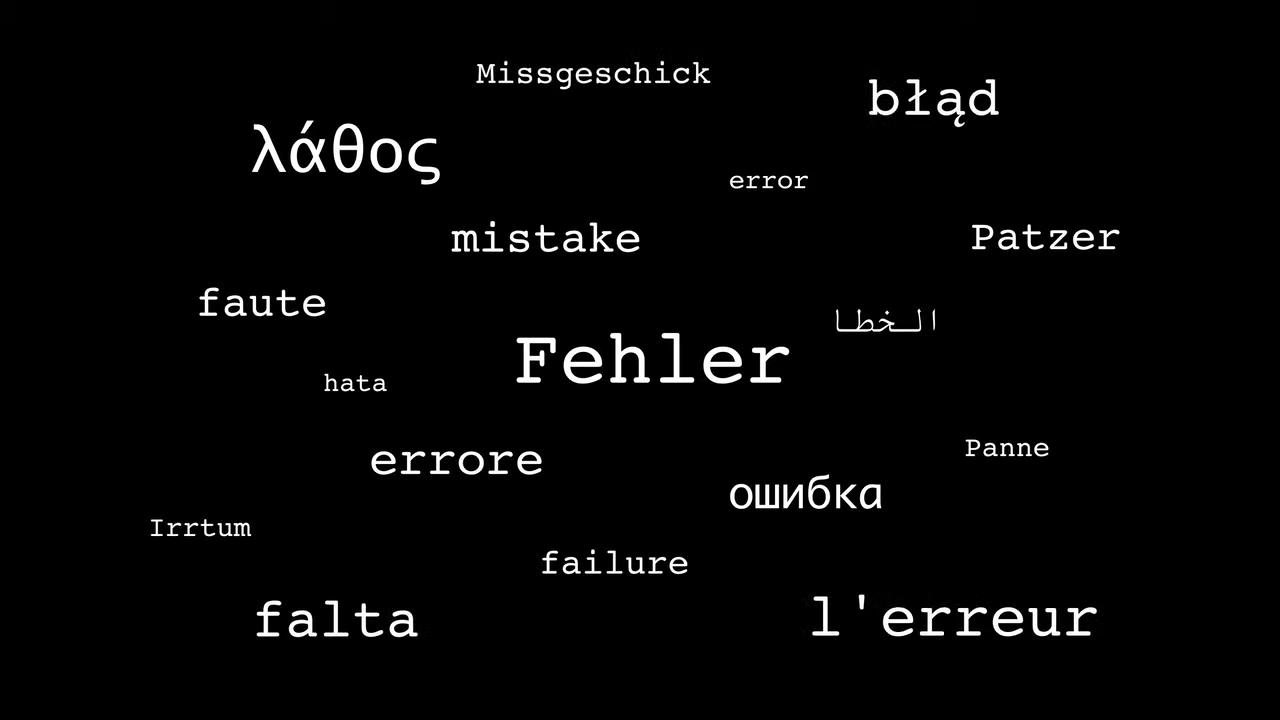 Missgeschick
błąd
λάθος
error
mistake
Patzer
faute
الخطا
Fehler
hata
Panne
errore
ошибка
Irrtum
failure
falta
l'erreur